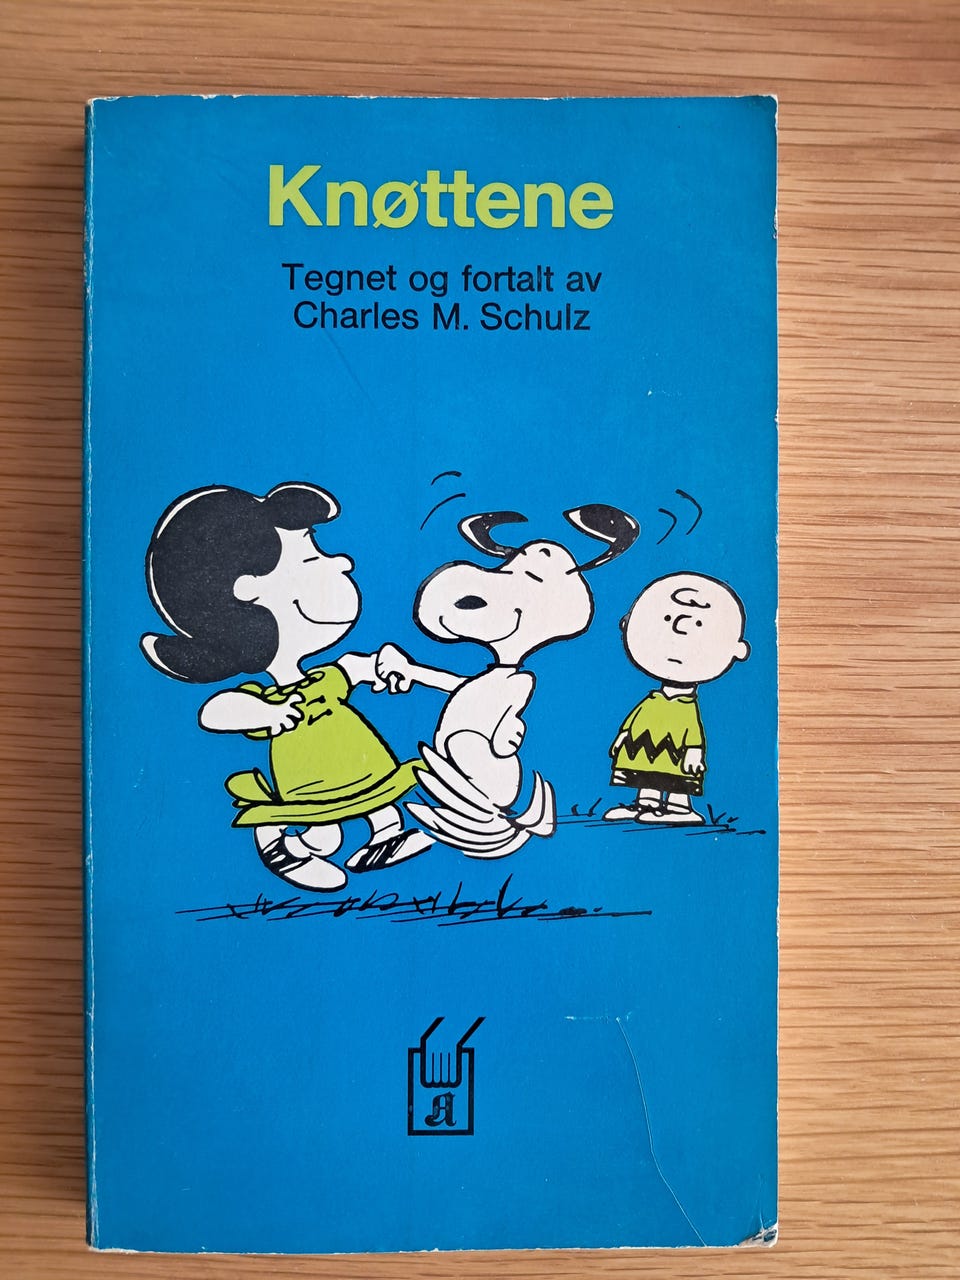 Knøttene
Tegnet og fortalt av
Charles M. Schulz
A